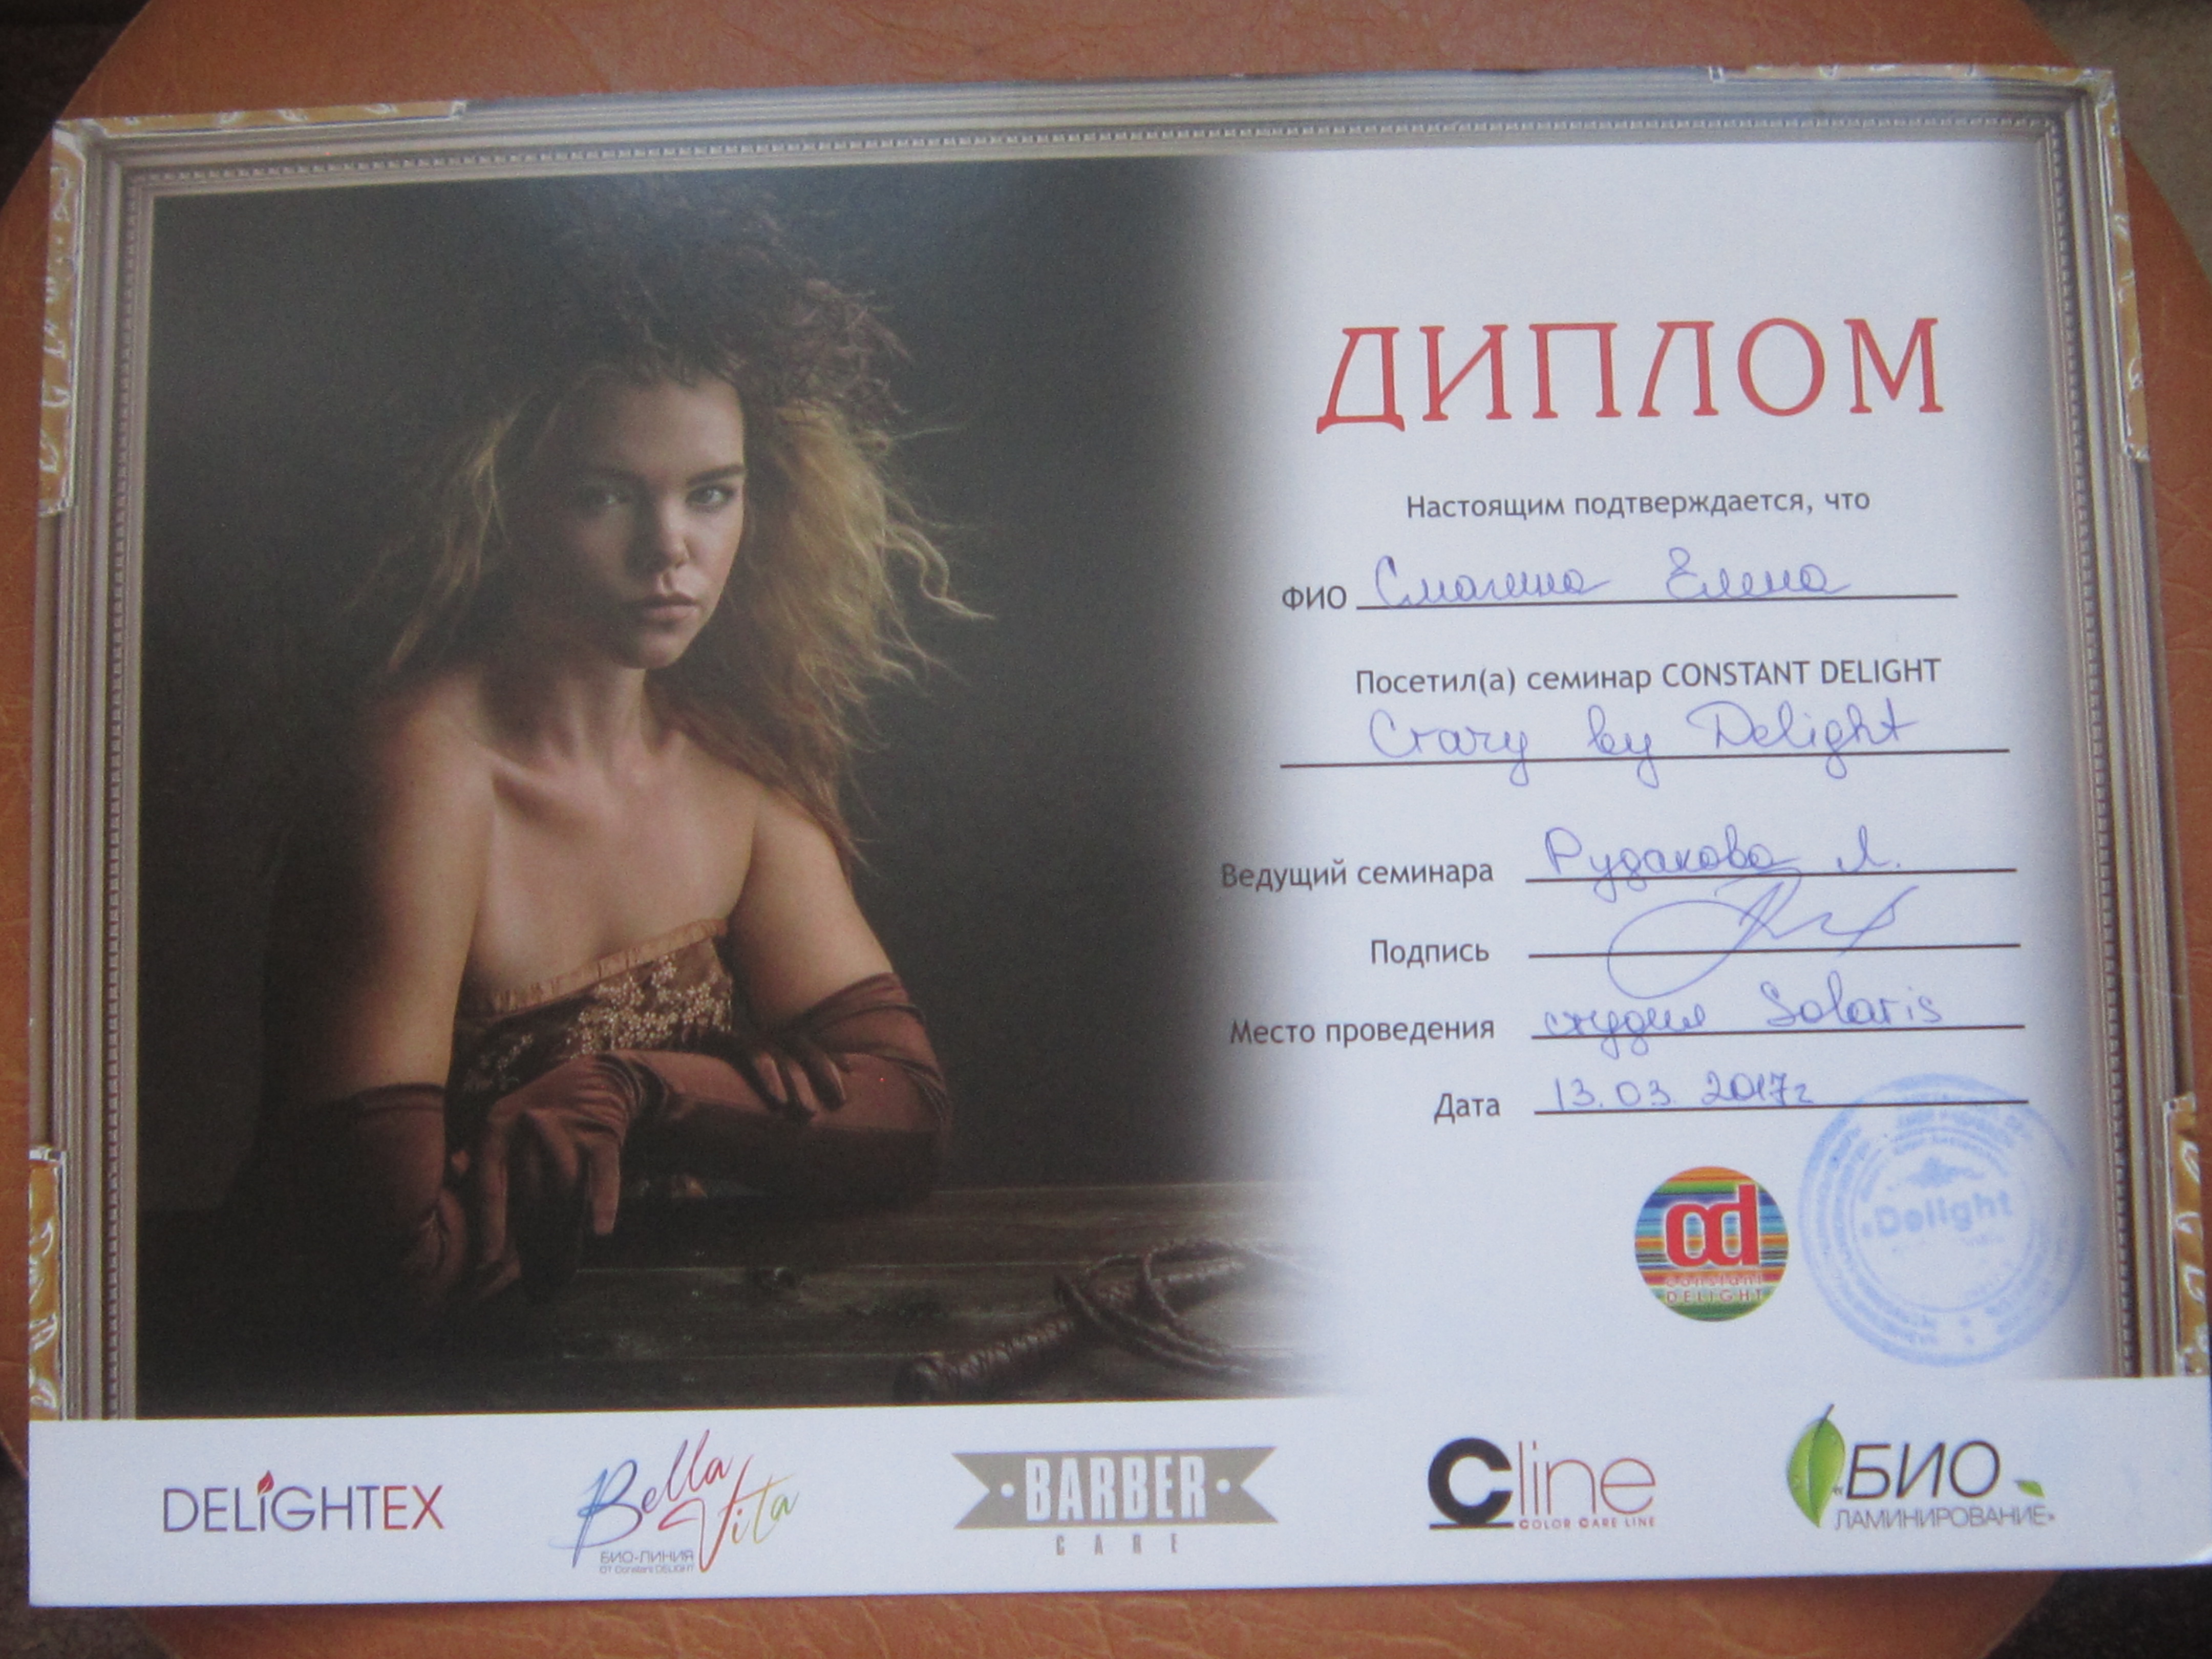 ДИПЛОМ
Настоящим подтверждается, что
ФИО Смагина Елена
Посетил(а) семинар CONSTANT DELIGHT
Crazy by Delight
Ведущий семинара Рудакова Л.
Подпись
Место проведения студия Solaris
Дата 13.03.2017г
cd
constant
DELIGHT
«Delight
DELIGHTEX
Bella Vita
БИО-ЛИНИЯ
ОТ Constant DELIGHT
BARBER
CARE
Cline
COLOR CARE LINE
«БИО
ЛАМИНИРОВАНИЕ»